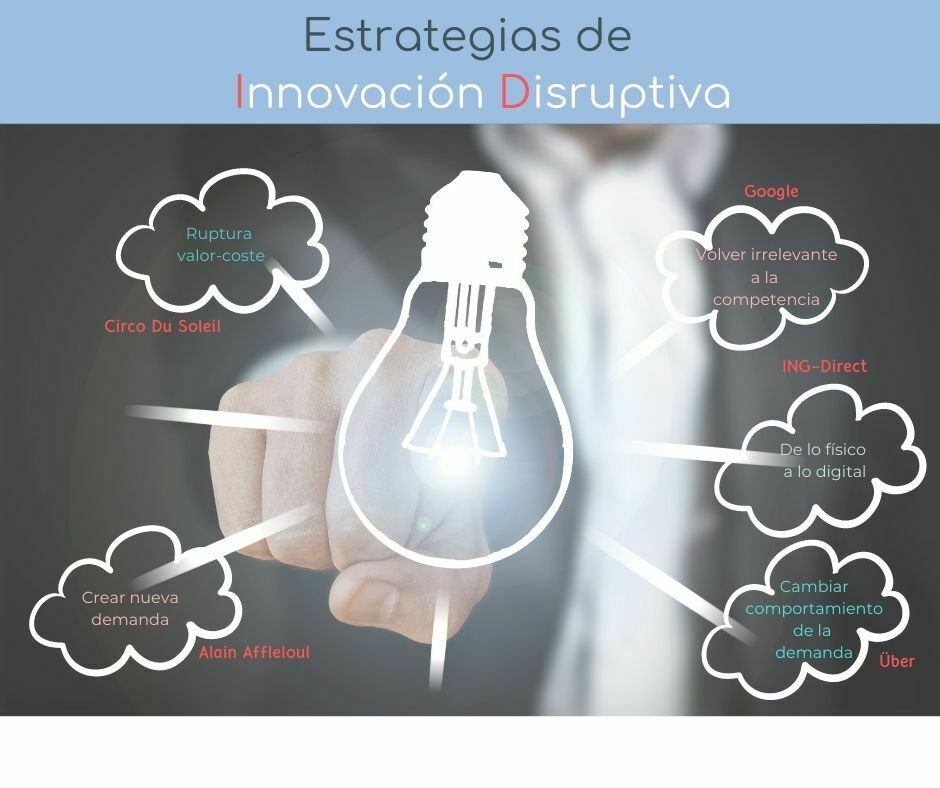 Estrategias de
Innovación Disruptiva
Ruptura
valor-coste
Circo Du Soleil
Google
Volver irrelevante
a la
competencia
ING-Direct
De lo físico
a lo digital
Crear nueva
demanda
Alain Affleloul
Cambiar
comportamiento
de la
demanda
Über